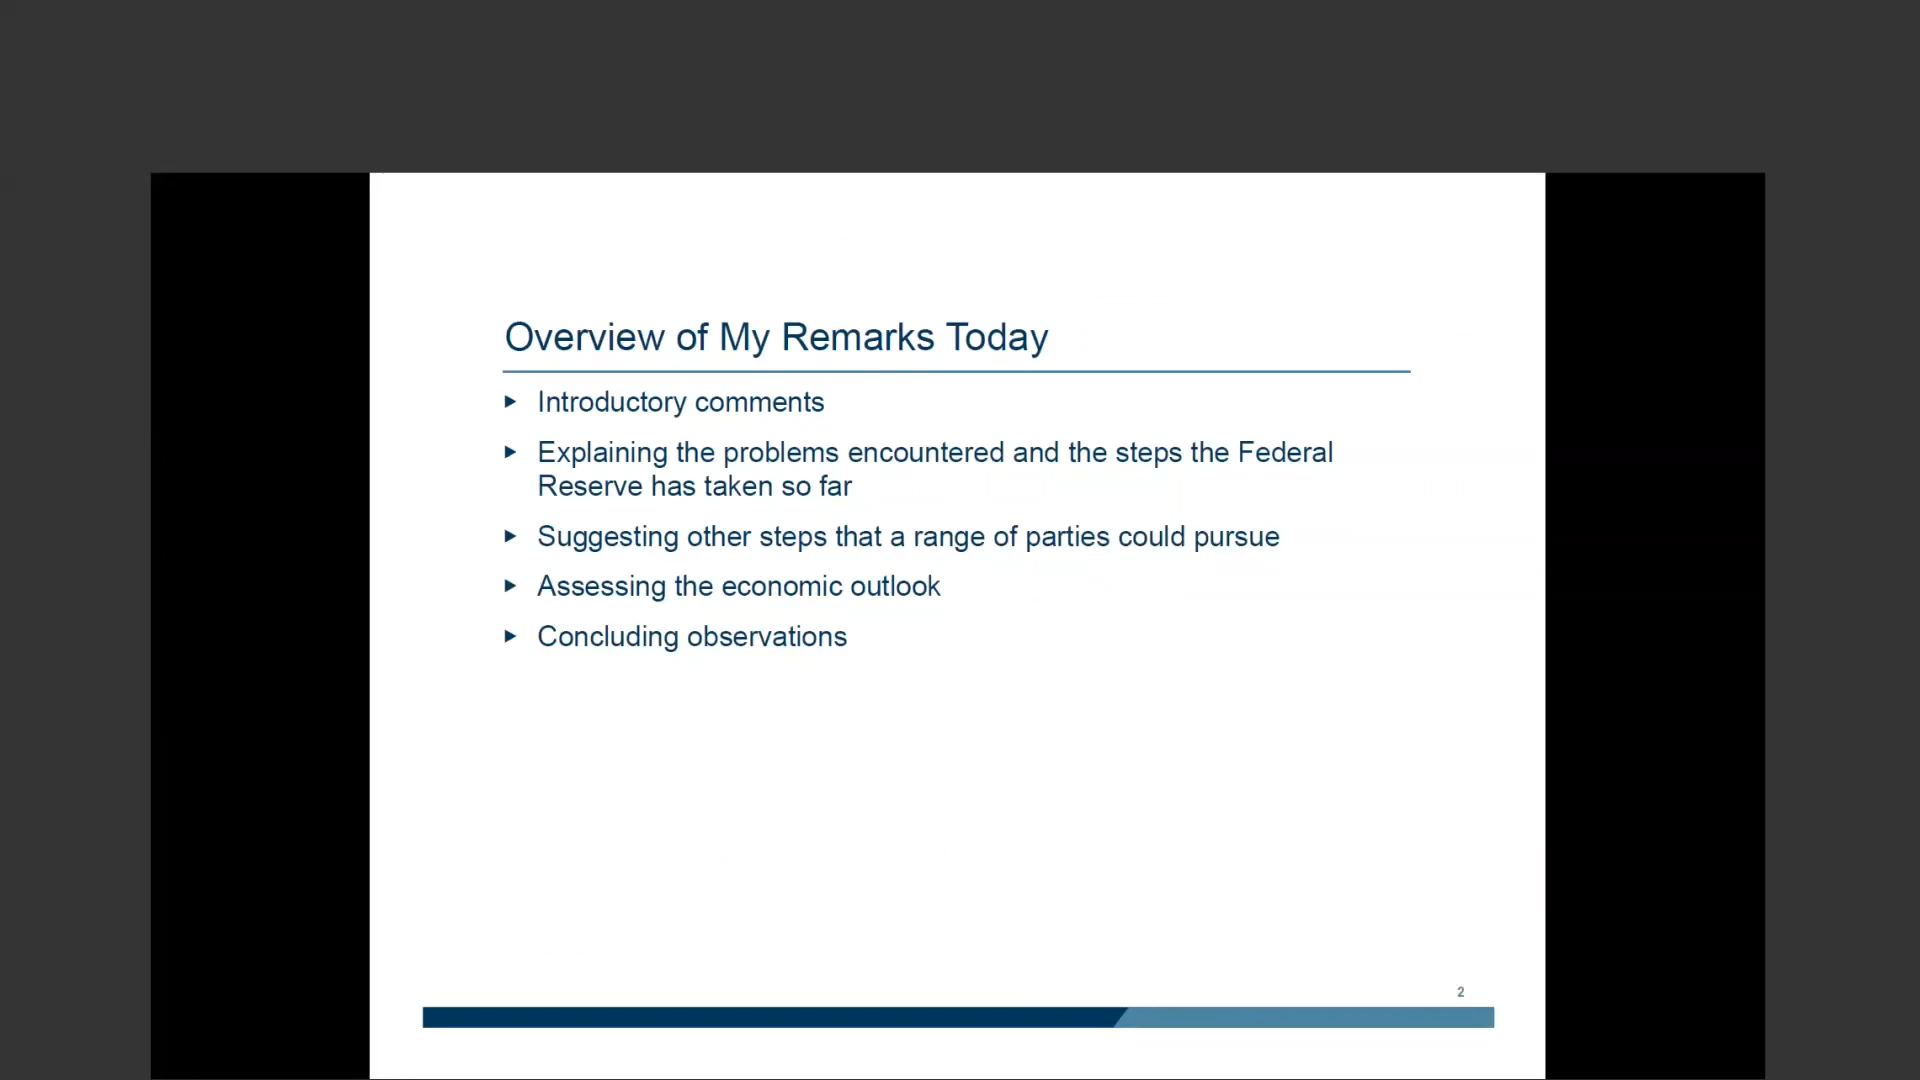 Overview of My Remarks Today
Introductory comments
Explaining the problems encountered and the steps the Federal
Reserve has taken so far
Suggesting other steps that a range of parties could pursue
Assessing the economic outlook
Concluding observations
2